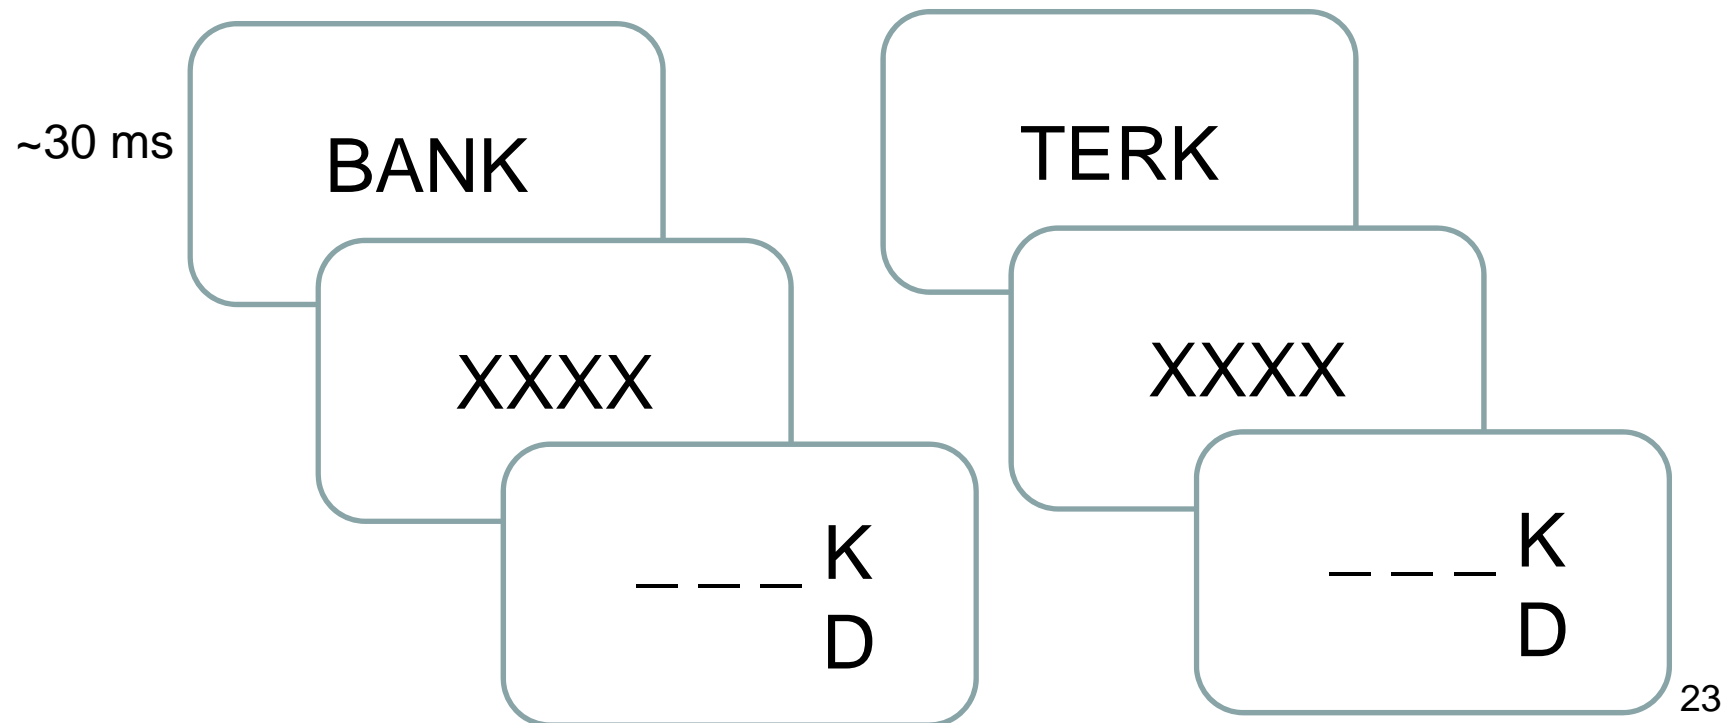 ~30 ms
BANK
XXXX
_ _ _ K
D
TERK
XXXX
_ _ _ K
D
23